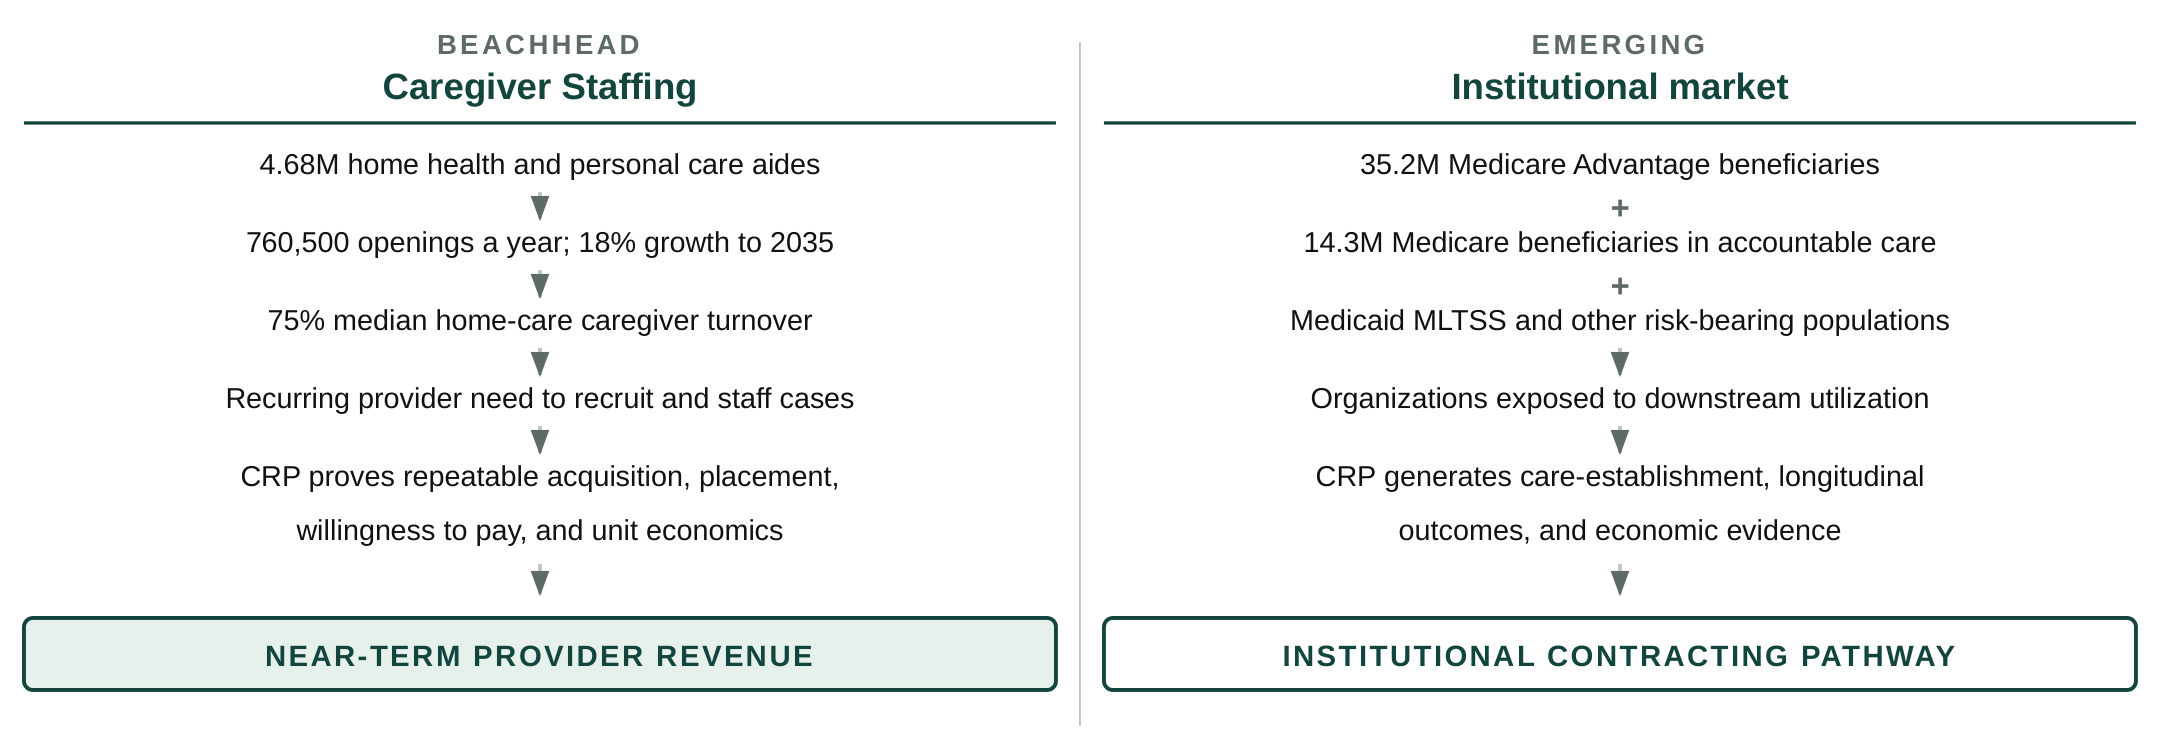 BEACHHEAD
Caregiver Staffing
4.68M home health and personal care aides
760,500 openings a year; 18% growth to 2035
75% median home-care caregiver turnover
Recurring provider need to recruit and staff cases
CRP proves repeatable acquisition, placement,
willingness to pay, and unit economics
NEAR-TERM PROVIDER REVENUE
EMERGING
Institutional market
35.2M Medicare Advantage beneficiaries
+
14.3M Medicare beneficiaries in accountable care
+
Medicaid MLTSS and other risk-bearing populations
Organizations exposed to downstream utilization
CRP generates care-establishment, longitudinal
outcomes, and economic evidence
INSTITUTIONAL CONTRACTING PATHWAY